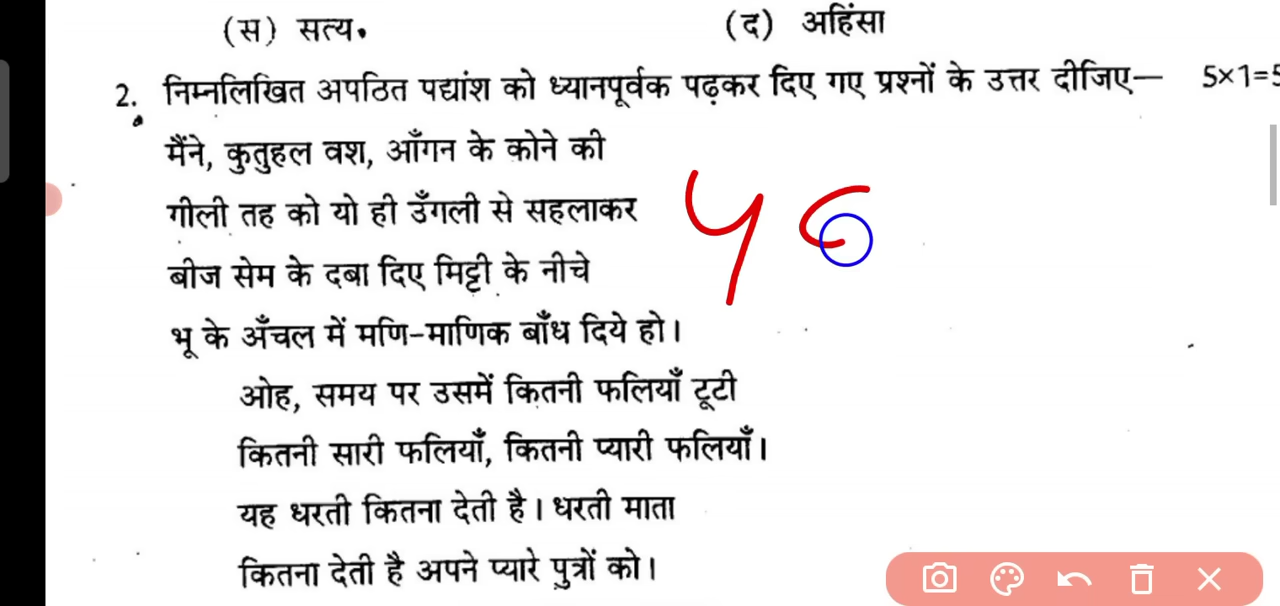 (स) सत्य. (द) अहिंसा
2. निम्नलिखित अपठित पद्यांश को ध्यानपूर्वक पढ़कर दिए गए प्रश्नों के उत्तर दीजिए— 5×1=5
मैंने, कुतुहल वश, आँगन के कोने की
गीली तह को यो ही उँगली से सहलाकर
बीज सेम के दबा दिए मिट्टी के नीचे
भू के अँचल में मणि-माणिक बाँध दिये हो।
ओह, समय पर उसमें कितनी फलियाँ टूटी
कितनी सारी फलियाँ, कितनी प्यारी फलियाँ।
यह धरती कितना देती है। धरती माता
कितना देती है अपने प्यारे पुत्रों को।